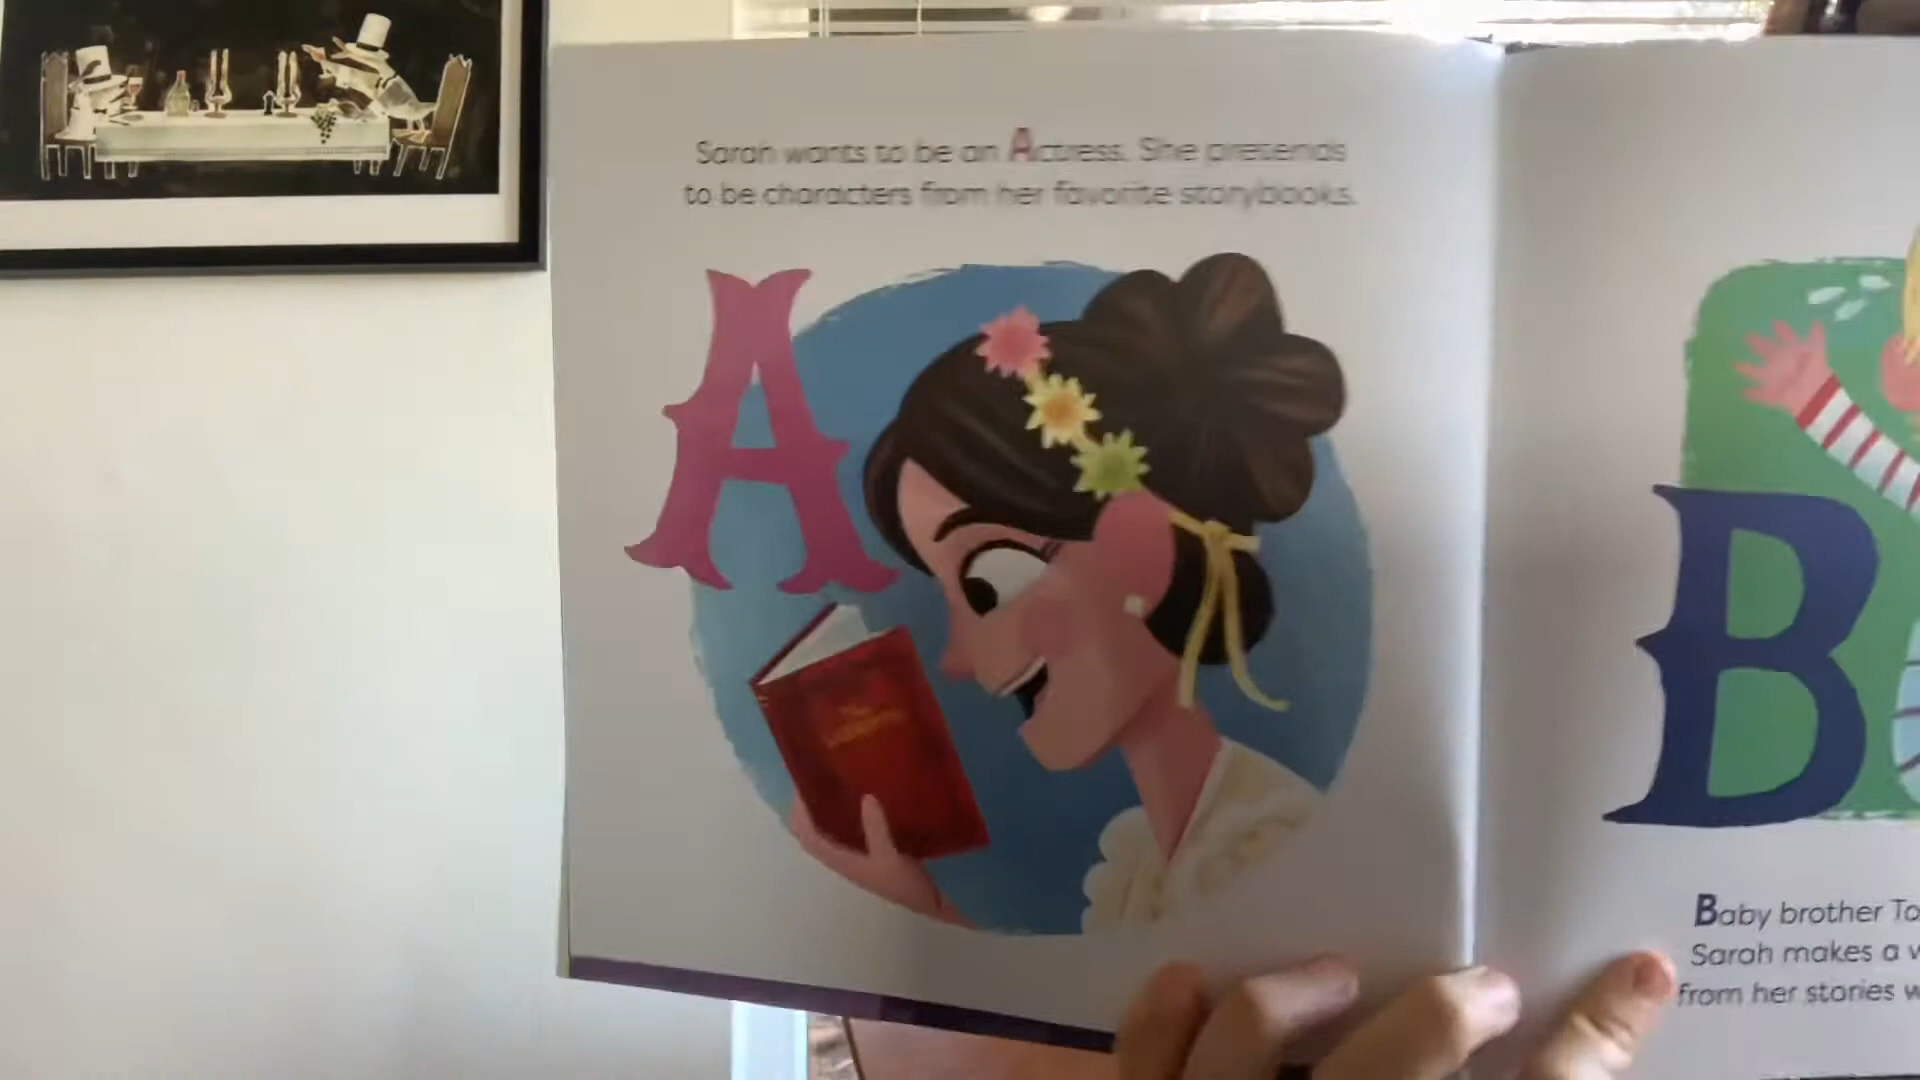 Sarah wants to be an Actress. She pretends
to be characters from her favorite storybooks.
A
B
Baby brother To
Sarah makes a w
from her stories w